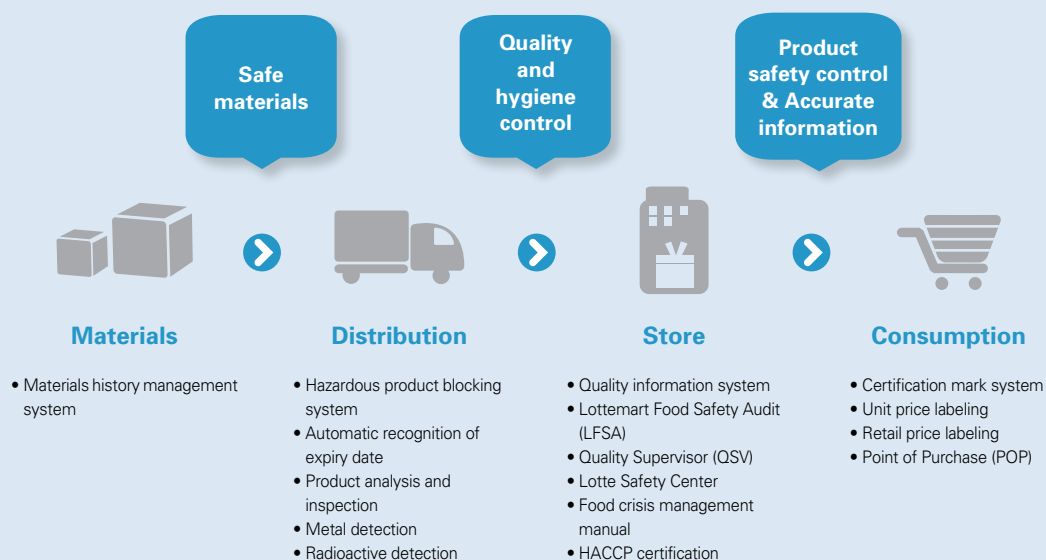 Safe
materials
Quality
and
hygiene
control
Product
safety control
& Accurate
information
Materials
• Materials history management
system
Distribution
• Hazardous product blocking
system
• Automatic recognition of
expiry date
• Product analysis and
inspection
• Metal detection
• Radioactive detection
Store
• Quality information system
• Lottemart Food Safety Audit
(LFSA)
• Quality Supervisor (QSV)
• Lotte Safety Center
• Food crisis management
manual
• HACCP certification
Consumption
• Certification mark system
• Unit price labeling
• Retail price labeling
• Point of Purchase (POP)